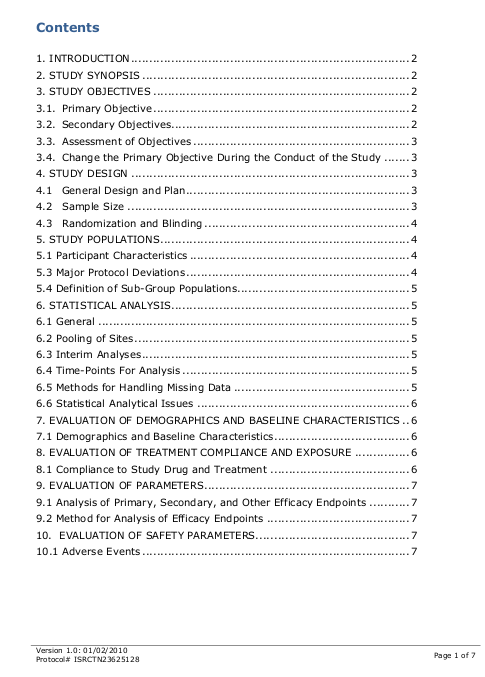 Contents
1. INTRODUCTION 2
2. STUDY SYNOPSIS 2
3. STUDY OBJECTIVES 2
3.1. Primary Objective 2
3.2. Secondary Objectives 2
3.3. Assessment of Objectives 3
3.4. Change the Primary Objective During the Conduct of the Study 3
4. STUDY DESIGN 3
4.1 General Design and Plan 3
4.2 Sample Size 3
4.3 Randomization and Blinding 4
5. STUDY POPULATIONS 4
5.1 Participant Characteristics 4
5.3 Major Protocol Deviations 4
5.4 Definition of Sub-Group Populations 5
6. STATISTICAL ANALYSIS 5
6.1 General 5
6.2 Pooling of Sites 5
6.3 Interim Analyses 5
6.4 Time-Points For Analysis 5
6.5 Methods for Handling Missing Data 5
6.6 Statistical Analytical Issues 6
7. EVALUATION OF DEMOGRAPHICS AND BASELINE CHARACTERISTICS 6
7.1 Demographics and Baseline Characteristics 6
8. EVALUATION OF TREATMENT COMPLIANCE AND EXPOSURE 6
8.1 Compliance to Study Drug and Treatment 6
9. EVALUATION OF PARAMETERS 7
9.1 Analysis of Primary, Secondary, and Other Efficacy Endpoints 7
9.2 Method for Analysis of Efficacy Endpoints 7
10. EVALUATION OF SAFETY PARAMETERS 7
10.1 Adverse Events 7
Version 1.0: 01/02/2010
Protocol# ISRCTN23625128
Page 1 of 7